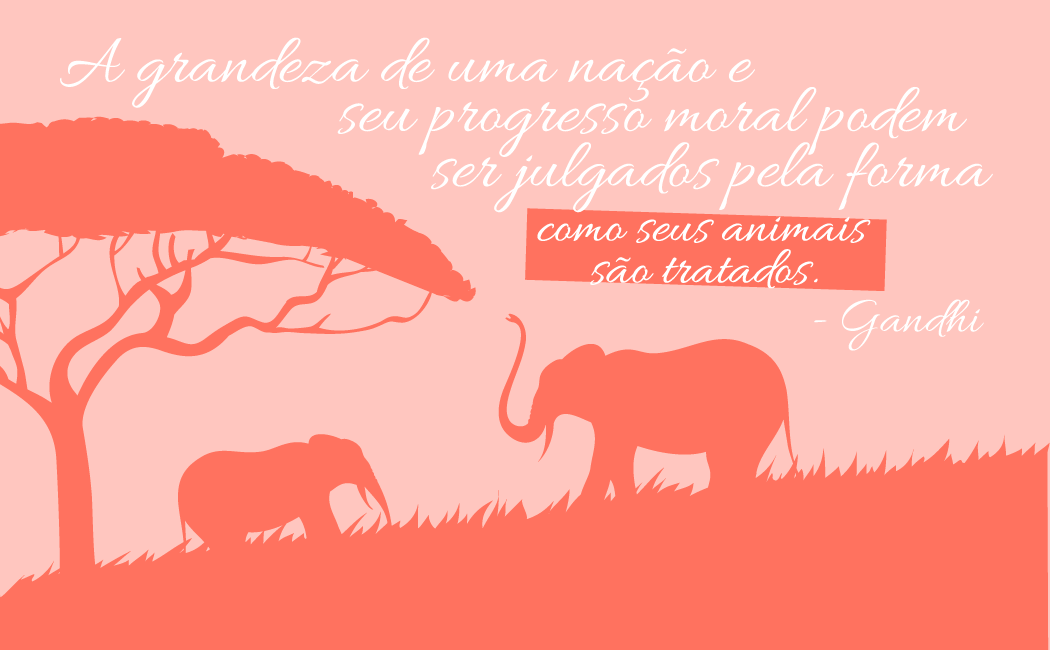 A grandeza de uma nação e
seu progresso moral podem
ser julgados pela forma
como seus animais
são tratados.
- Gandhi